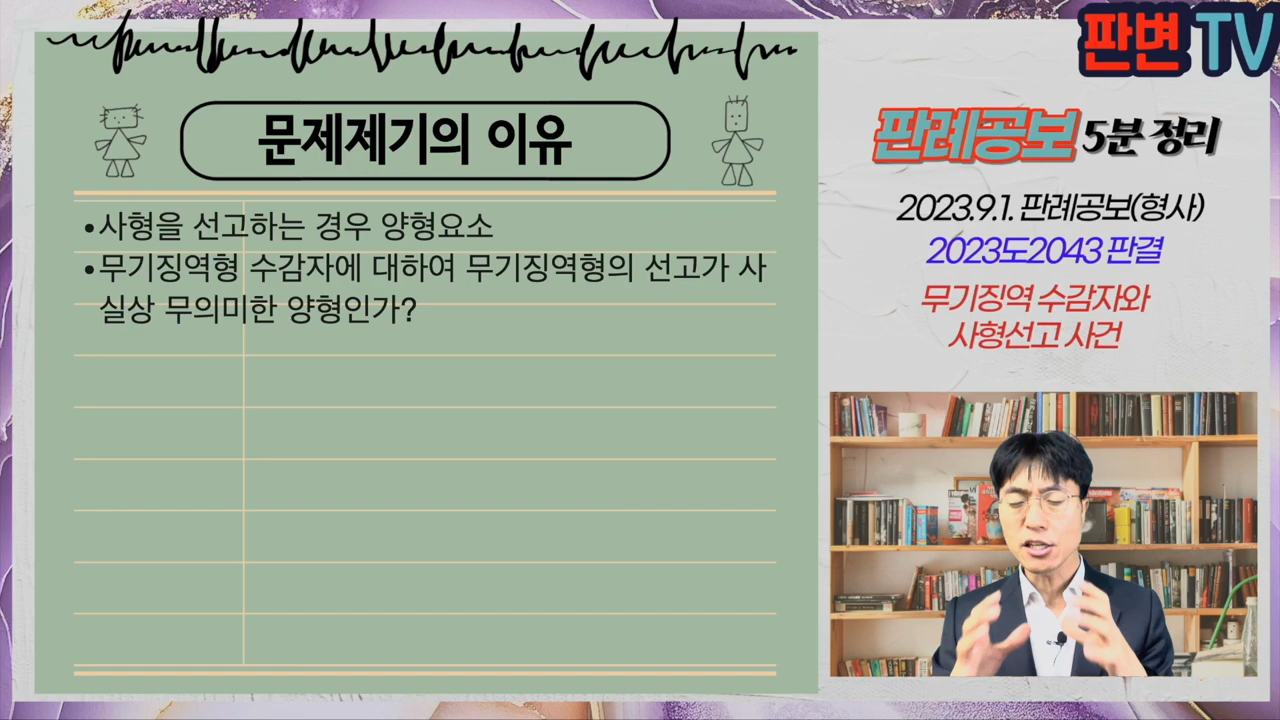 판변 TV
문제제기의 이유
•사형을 선고하는 경우 양형요소
•무기징역형 수감자에 대하여 무기징역형의 선고가 사
실상 무의미한 양형인가?
판례공보 5분 정리
2023.9.1. 판례공보(형사)
2023도2043 판결
무기징역 수감자와
사형선고 사건